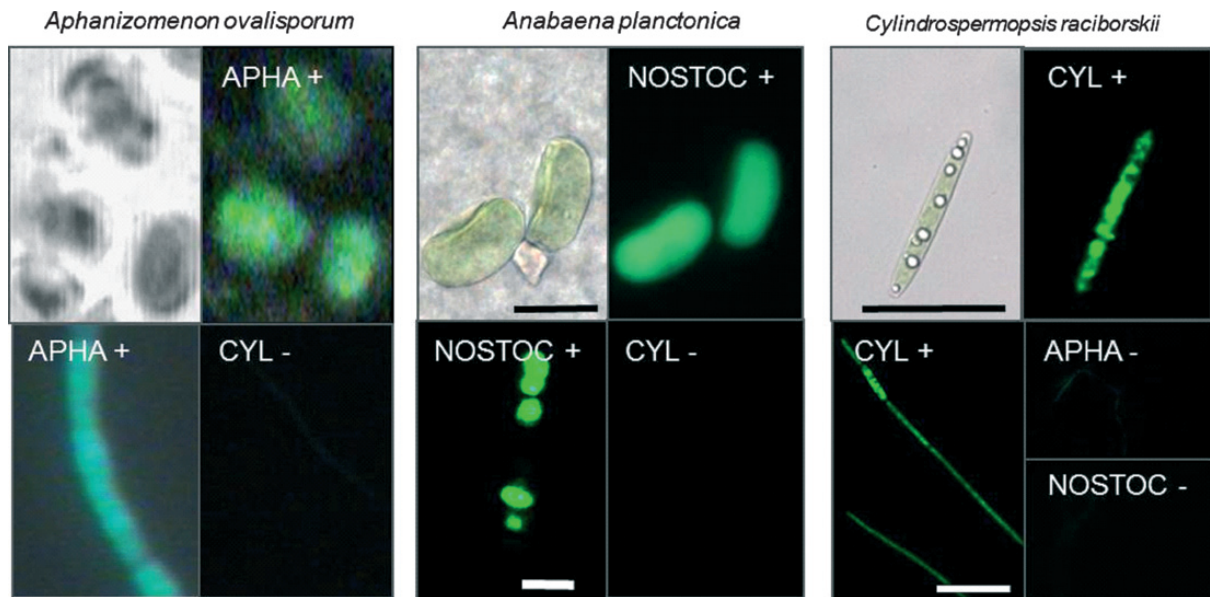 Aphanizomenon ovalisporum
Anabaena planctonica
Cylindrospermopsis raciborskii
APHA +
NOSTOC +
CYL +
APHA +
CYL -
NOSTOC +
CYL -
CYL +
APHA -
NOSTOC -